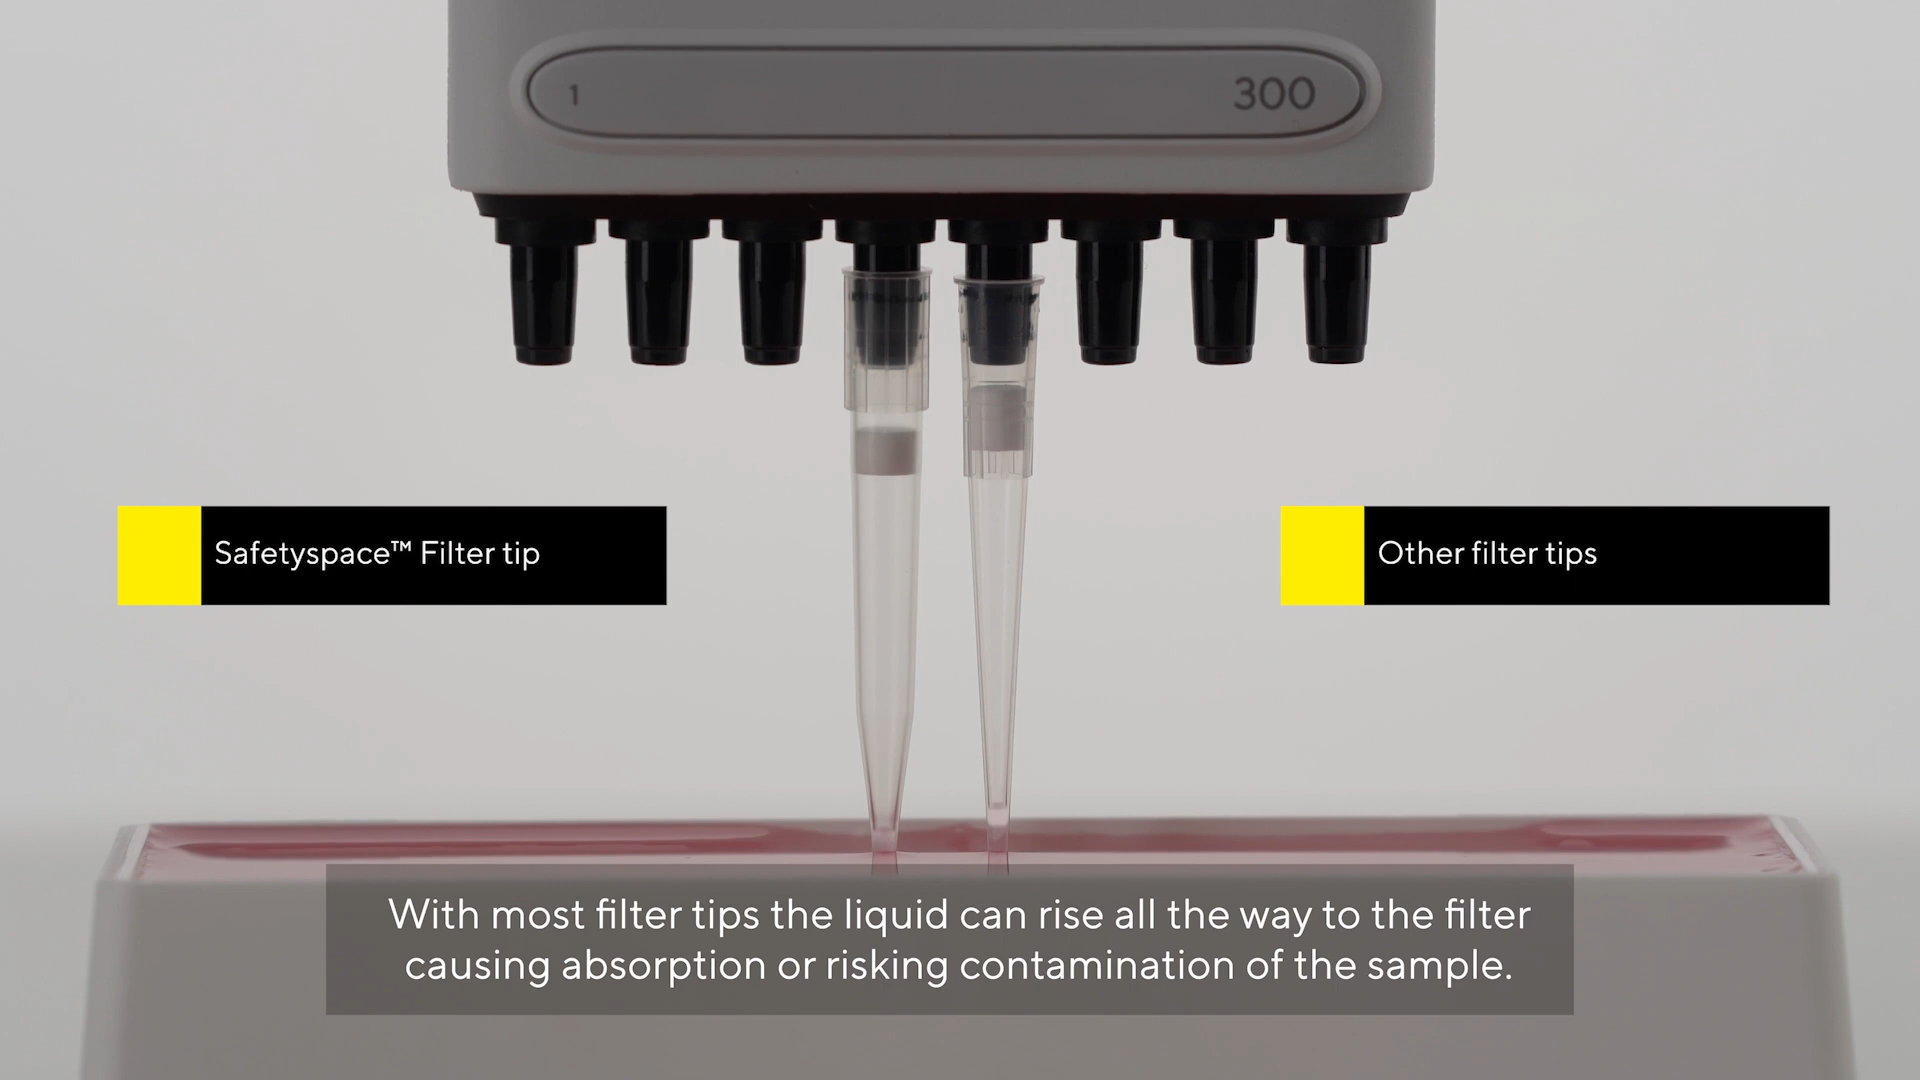 1 300
Safetyspace™ Filter tip
Other filter tips
With most filter tips the liquid can rise all the way to the filter
causing absorption or risking contamination of the sample.